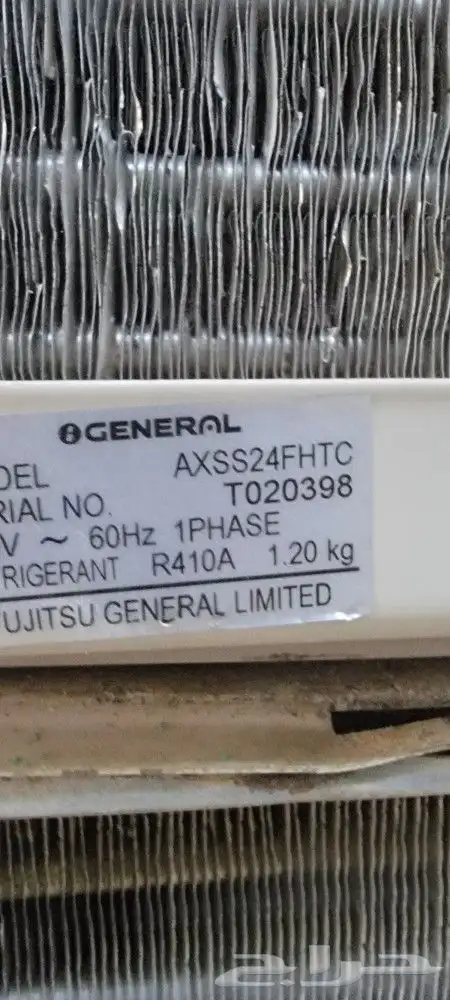 GENERAL
DEL AXSS24FHTC
RIAL NO. T020398
V ~ 60Hz 1PHASE
RIGERANT R410A 1.20 kg
UJITSU GENERAL LIMITED
حراج